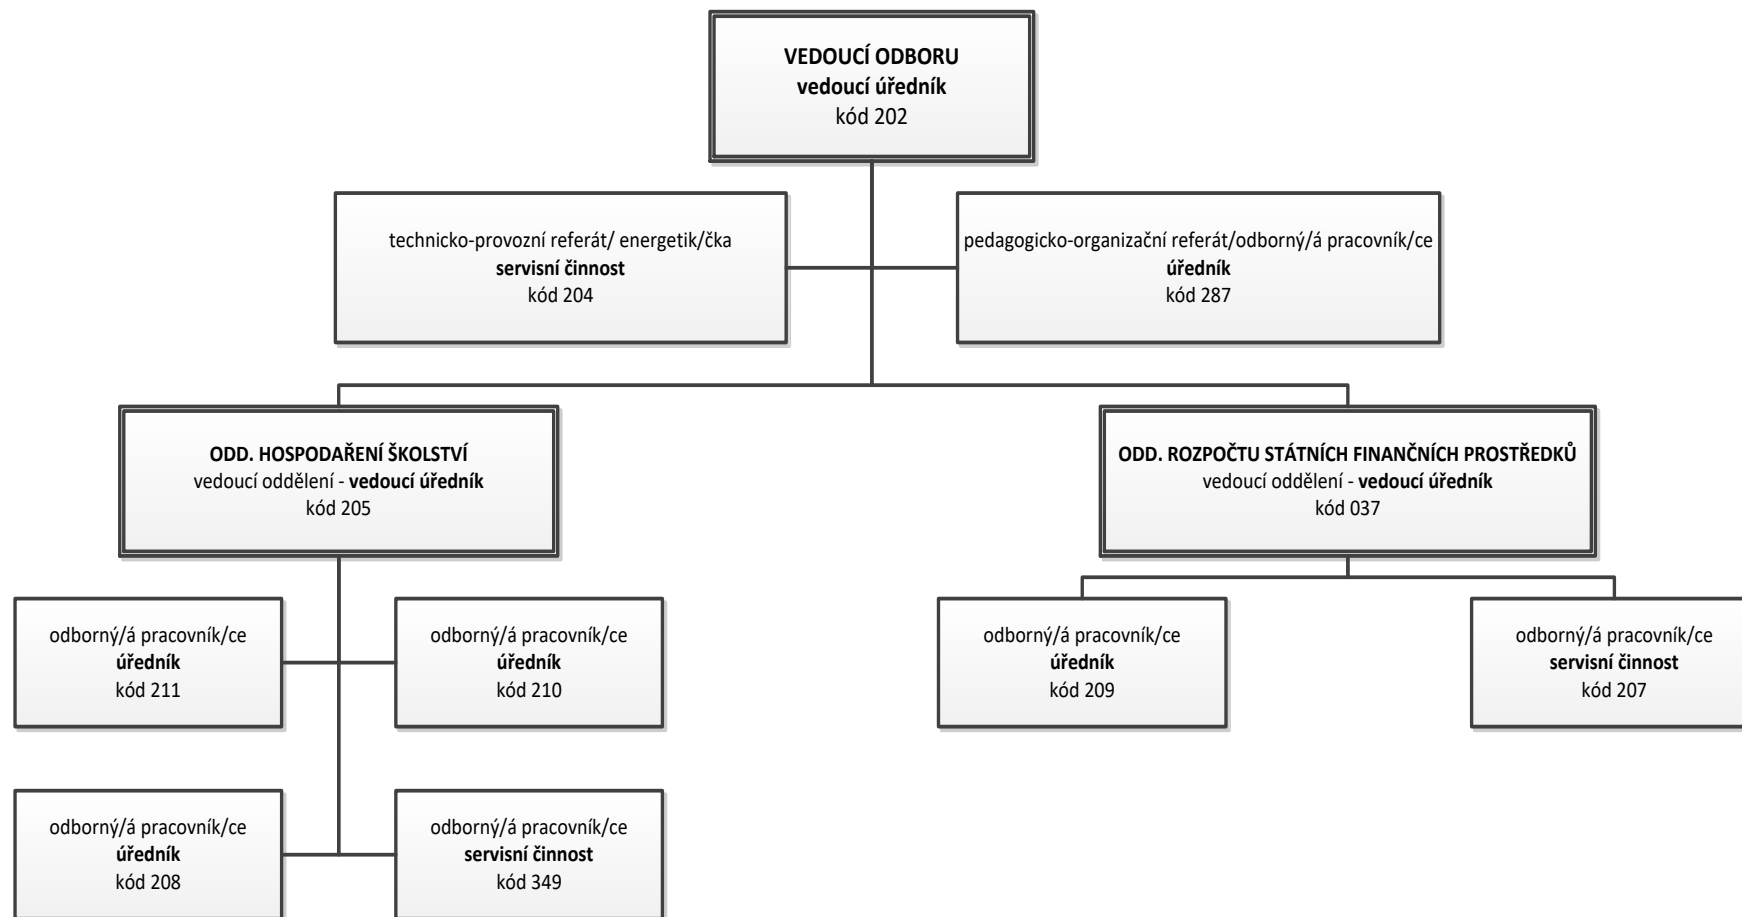 VEDOUCÍ ODBORU
vedoucí úředník
kód 202
technicko-provozní referát/ energetik/čka
servisní činnost
kód 204
pedagogicko-organizační referát/odborný/á pracovník/ce
úředník
kód 287
ODD. HOSPODAŘENÍ ŠKOLSTVÍ
vedoucí oddělení - vedoucí úředník
kód 205
ODD. ROZPOČTU STÁTNÍCH FINANČNÍCH PROSTŘEDKŮ
vedoucí oddělení - vedoucí úředník
kód 037
odborný/á pracovník/ce
úředník
kód 211
odborný/á pracovník/ce
úředník
kód 210
odborný/á pracovník/ce
úředník
kód 209
odborný/á pracovník/ce
servisní činnost
kód 207
odborný/á pracovník/ce
úředník
kód 208
odborný/á pracovník/ce
servisní činnost
kód 349